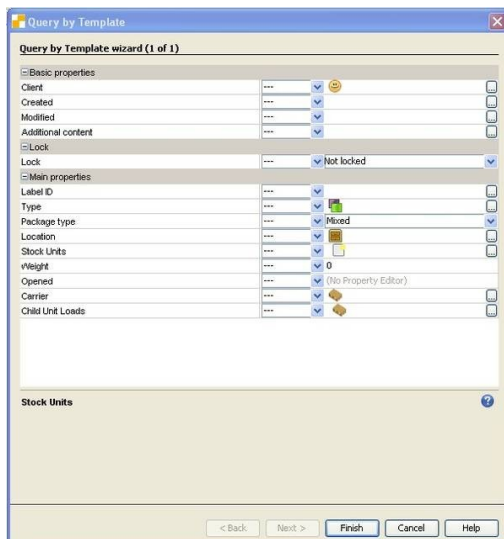 Query by Template
Query by Template wizard (1 of 1)
Basic properties
Client ---
Created ---
Modified ---
Additional content ---
Lock
Lock --- Not locked
Main properties
Label ID ---
Type ---
Package type --- Mixed
Location ---
Stock Units ---
Weight --- 0
Opened --- (No Property Editor)
Carrier ---
Child Unit Loads ---
Stock Units
< Back Next > Finish Cancel Help